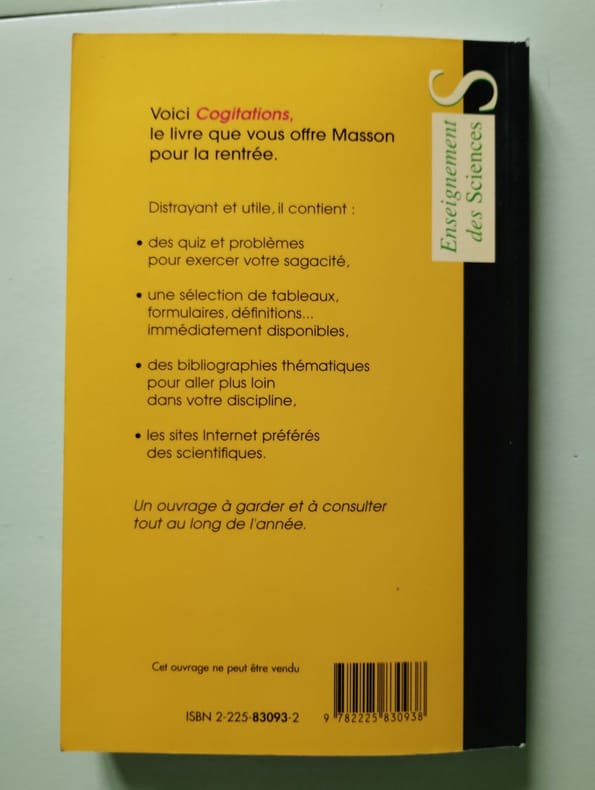 Voici Cogitations,
le livre que vous offre Masson
pour la rentrée.
Distrayant et utile, il contient :
• des quiz et problèmes
pour exercer votre sagacité,
• une sélection de tableaux,
formulaires, définitions...
immédiatement disponibles,
• des bibliographies thématiques
pour aller plus loin
dans votre discipline,
• les sites Internet préférés
des scientifiques.
Un ouvrage à garder et à consulter
tout au long de l'année.
Cet ouvrage ne peut être vendu
ISBN 2-225-83093-2
9 782225 830938
S
Enseignement
des Sciences